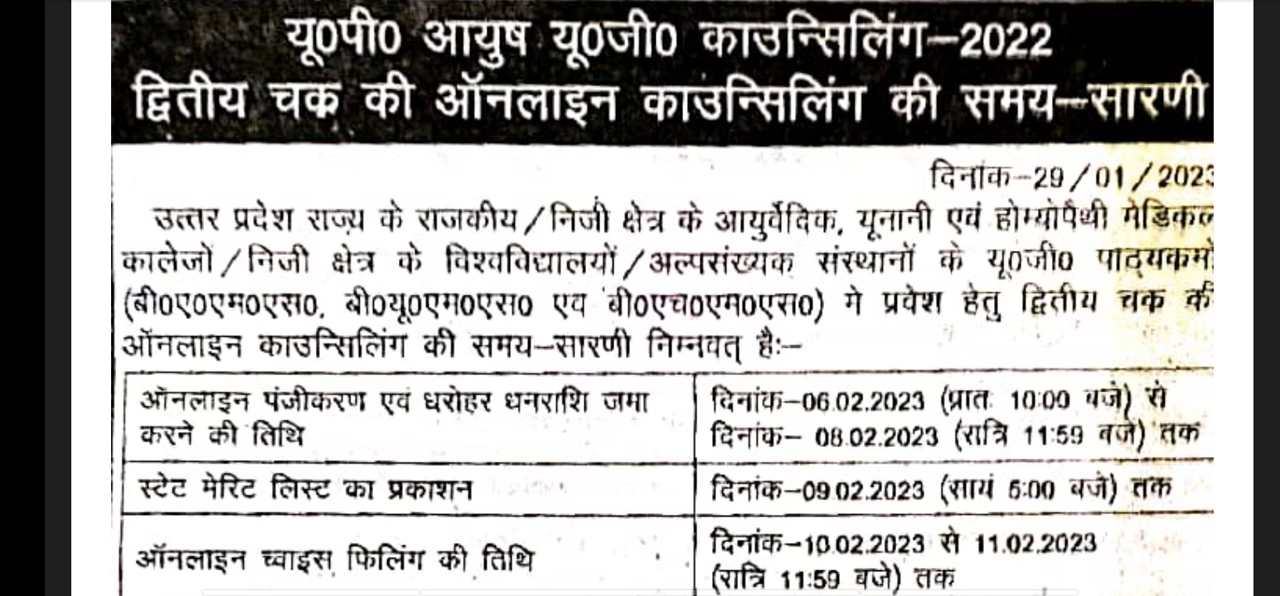 यू0पी0 आयुष यू0जी0 काउन्सिलिंग–2022
द्वितीय चक्र की ऑनलाइन काउन्सिलिंग की समय–सारणी
दिनांक–29/01/2023
उत्तर प्रदेश राज्य के राजकीय/निजी क्षेत्र के आयुर्वेदिक, यूनानी एवं होम्योपैथी मेडिकल
कालेजों/निजी क्षेत्र के विश्वविद्यालयों/अल्पसंख्यक संस्थानों के यू0जी0 पाठ्यकमों
(बी0ए0एम0एस0, बी0यू0एम0एस0 एव बी0एच0एम0एस0) मे प्रवेश हेतु द्वितीय चक्र की
ऑनलाइन काउन्सिलिंग की समय–सारणी निम्नवत् है:–
ऑनलाइन पंजीकरण एवं धरोहर धनराशि जमा
करने की तिथि
दिनांक–06.02.2023 (प्रात 10:00 बजे) से
दिनांक– 08.02.2023 (रात्रि 11:59 बजे) तक
स्टेट मेरिट लिस्ट का प्रकाशन
दिनांक–09.02.2023 (सायं 5:00 बजे) तक
ऑनलाइन च्वाइस फिलिंग की तिथि
दिनांक–10.02.2023 से 11.02.2023
(रात्रि 11:59 बजे) तक